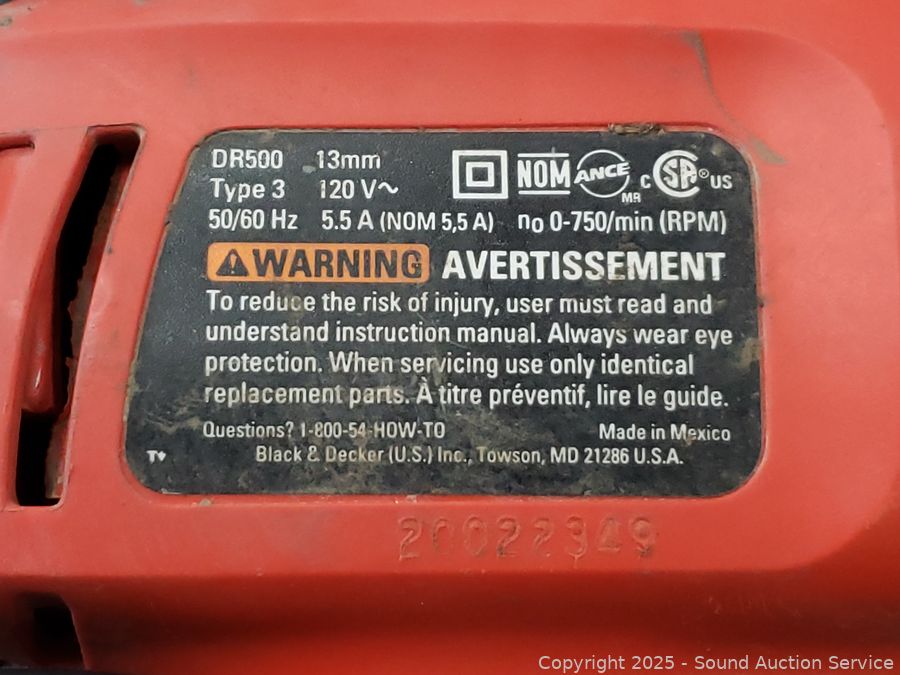 DR500 13mm NOM ANCE MR C SA® US
Type 3 120 V~
50/60 Hz 5.5 A (NOM 5,5 A) no 0-750/min (RPM)
WARNING AVERTISSEMENT
To reduce the risk of injury, user must read and
understand instruction manual. Always wear eye
protection. When servicing use only identical
replacement parts. À titre préventif, lire le guide.
Questions? 1-800-54-HOW-TO Made in Mexico
Black & Decker (U.S.) Inc., Towson, MD 21286 U.S.A.
20022349
Copyright 2025 - Sound Auction Service